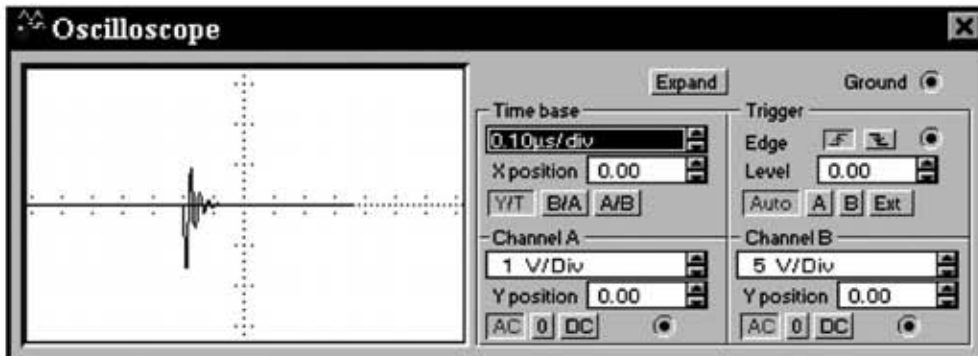 Oscilloscope
Expand Ground
Time base
0.10µs/div
X position 0.00
Y/T B/A A/B
Trigger
Edge
Level 0.00
Auto A B Ext
Channel A
1 V/Div
Y position 0.00
AC 0 DC
Channel B
5 V/Div
Y position 0.00
AC 0 DC